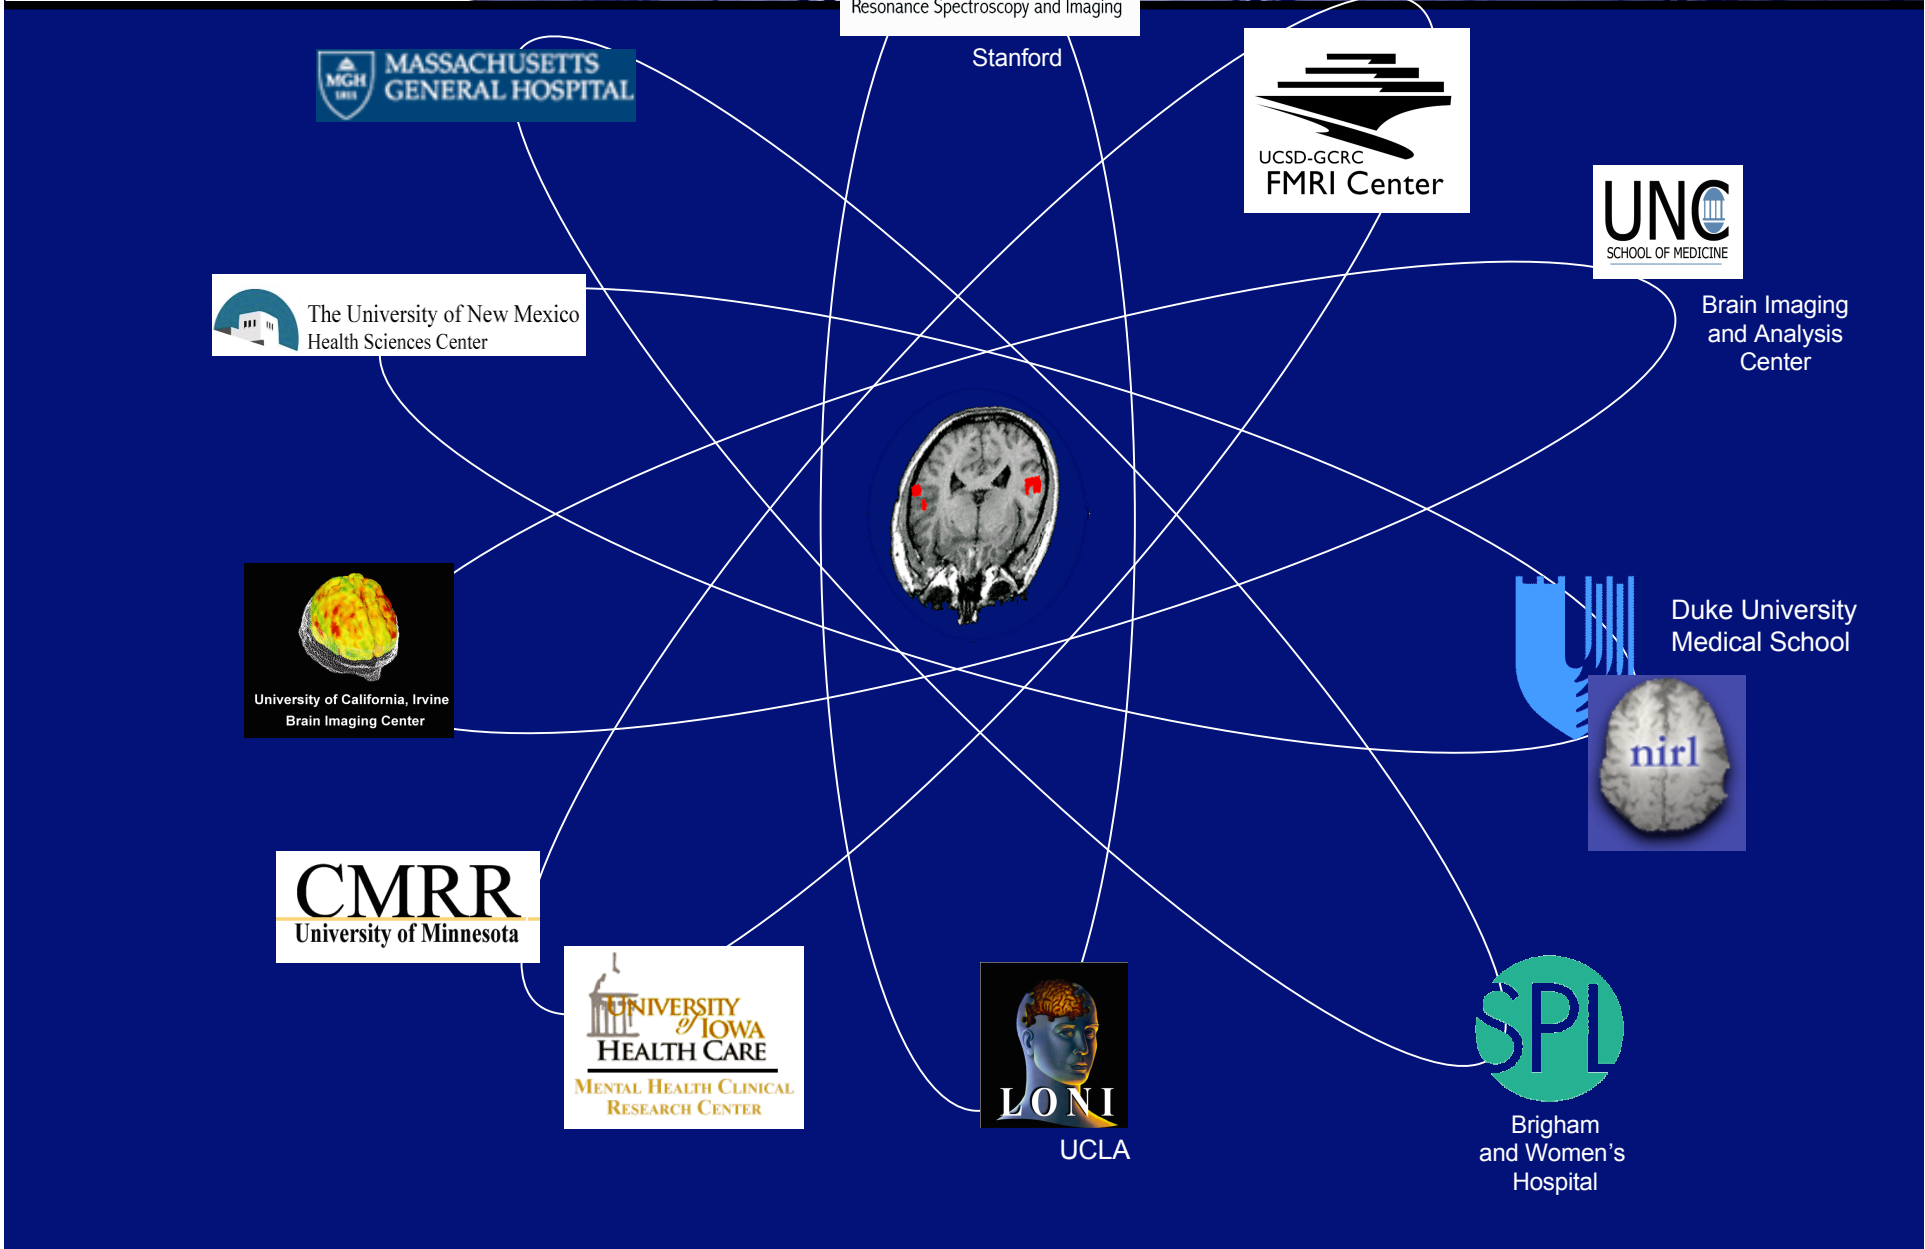 Resonance Spectroscopy and Imaging
Stanford
MGH
1811
MASSACHUSETTS
GENERAL HOSPITAL
UCSD-GCRC
FMRI Center
UNC
SCHOOL OF MEDICINE
Brain Imaging
and Analysis
Center
The University of New Mexico
Health Sciences Center
University of California, Irvine
Brain Imaging Center
Duke University
Medical School
nirl
CMRR
University of Minnesota
UNIVERSITY
of IOWA
HEALTH CARE
MENTAL HEALTH CLINICAL
RESEARCH CENTER
LONI
UCLA
SPL
Brigham
and Women’s
Hospital